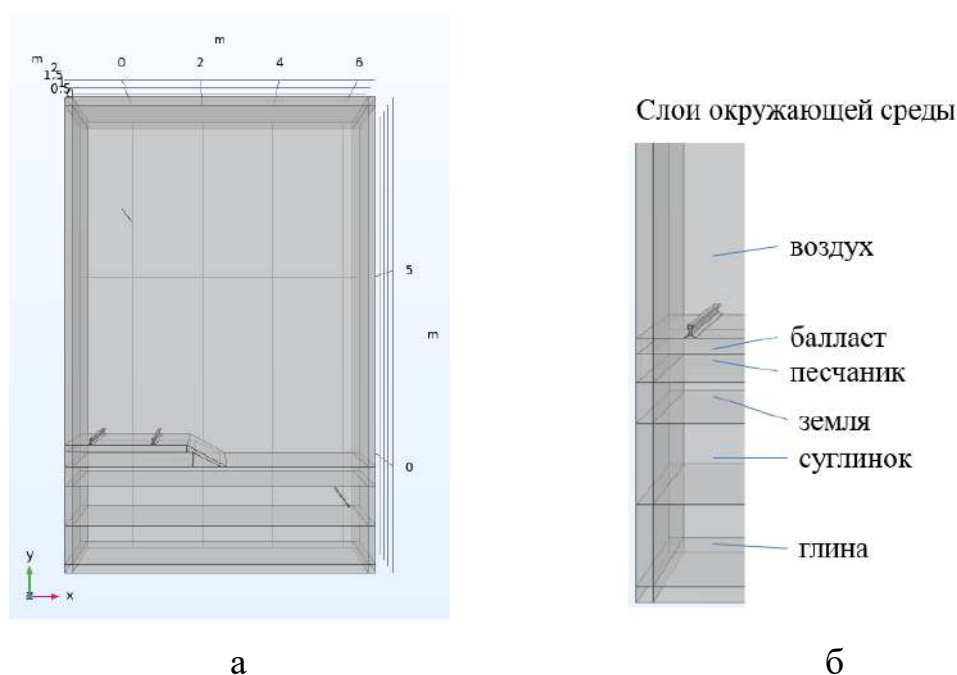 m
m 2 0 2 4 6
1.5
1
0.5
5
m
0
y
x
Слои окружающей среды
воздух
балласт
песчаник
земля
суглинок
глина
а
б